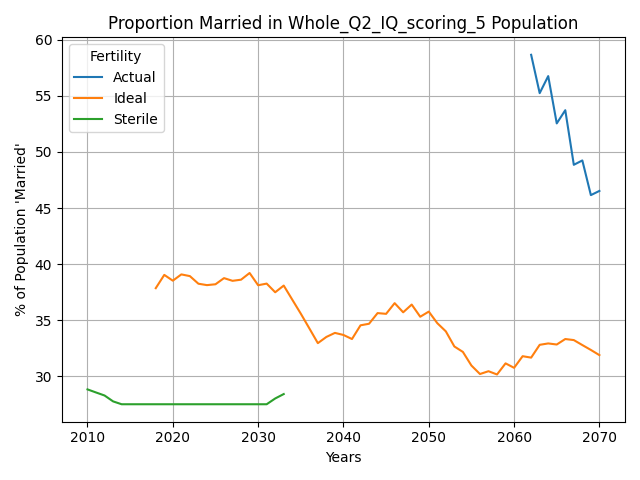 Proportion Married in Whole_Q2_IQ_scoring_5 Population
% of Population 'Married'
60
55
50
45
40
35
30
Fertility
Actual
Ideal
Sterile
2010 2020 2030 2040 2050 2060 2070
Years